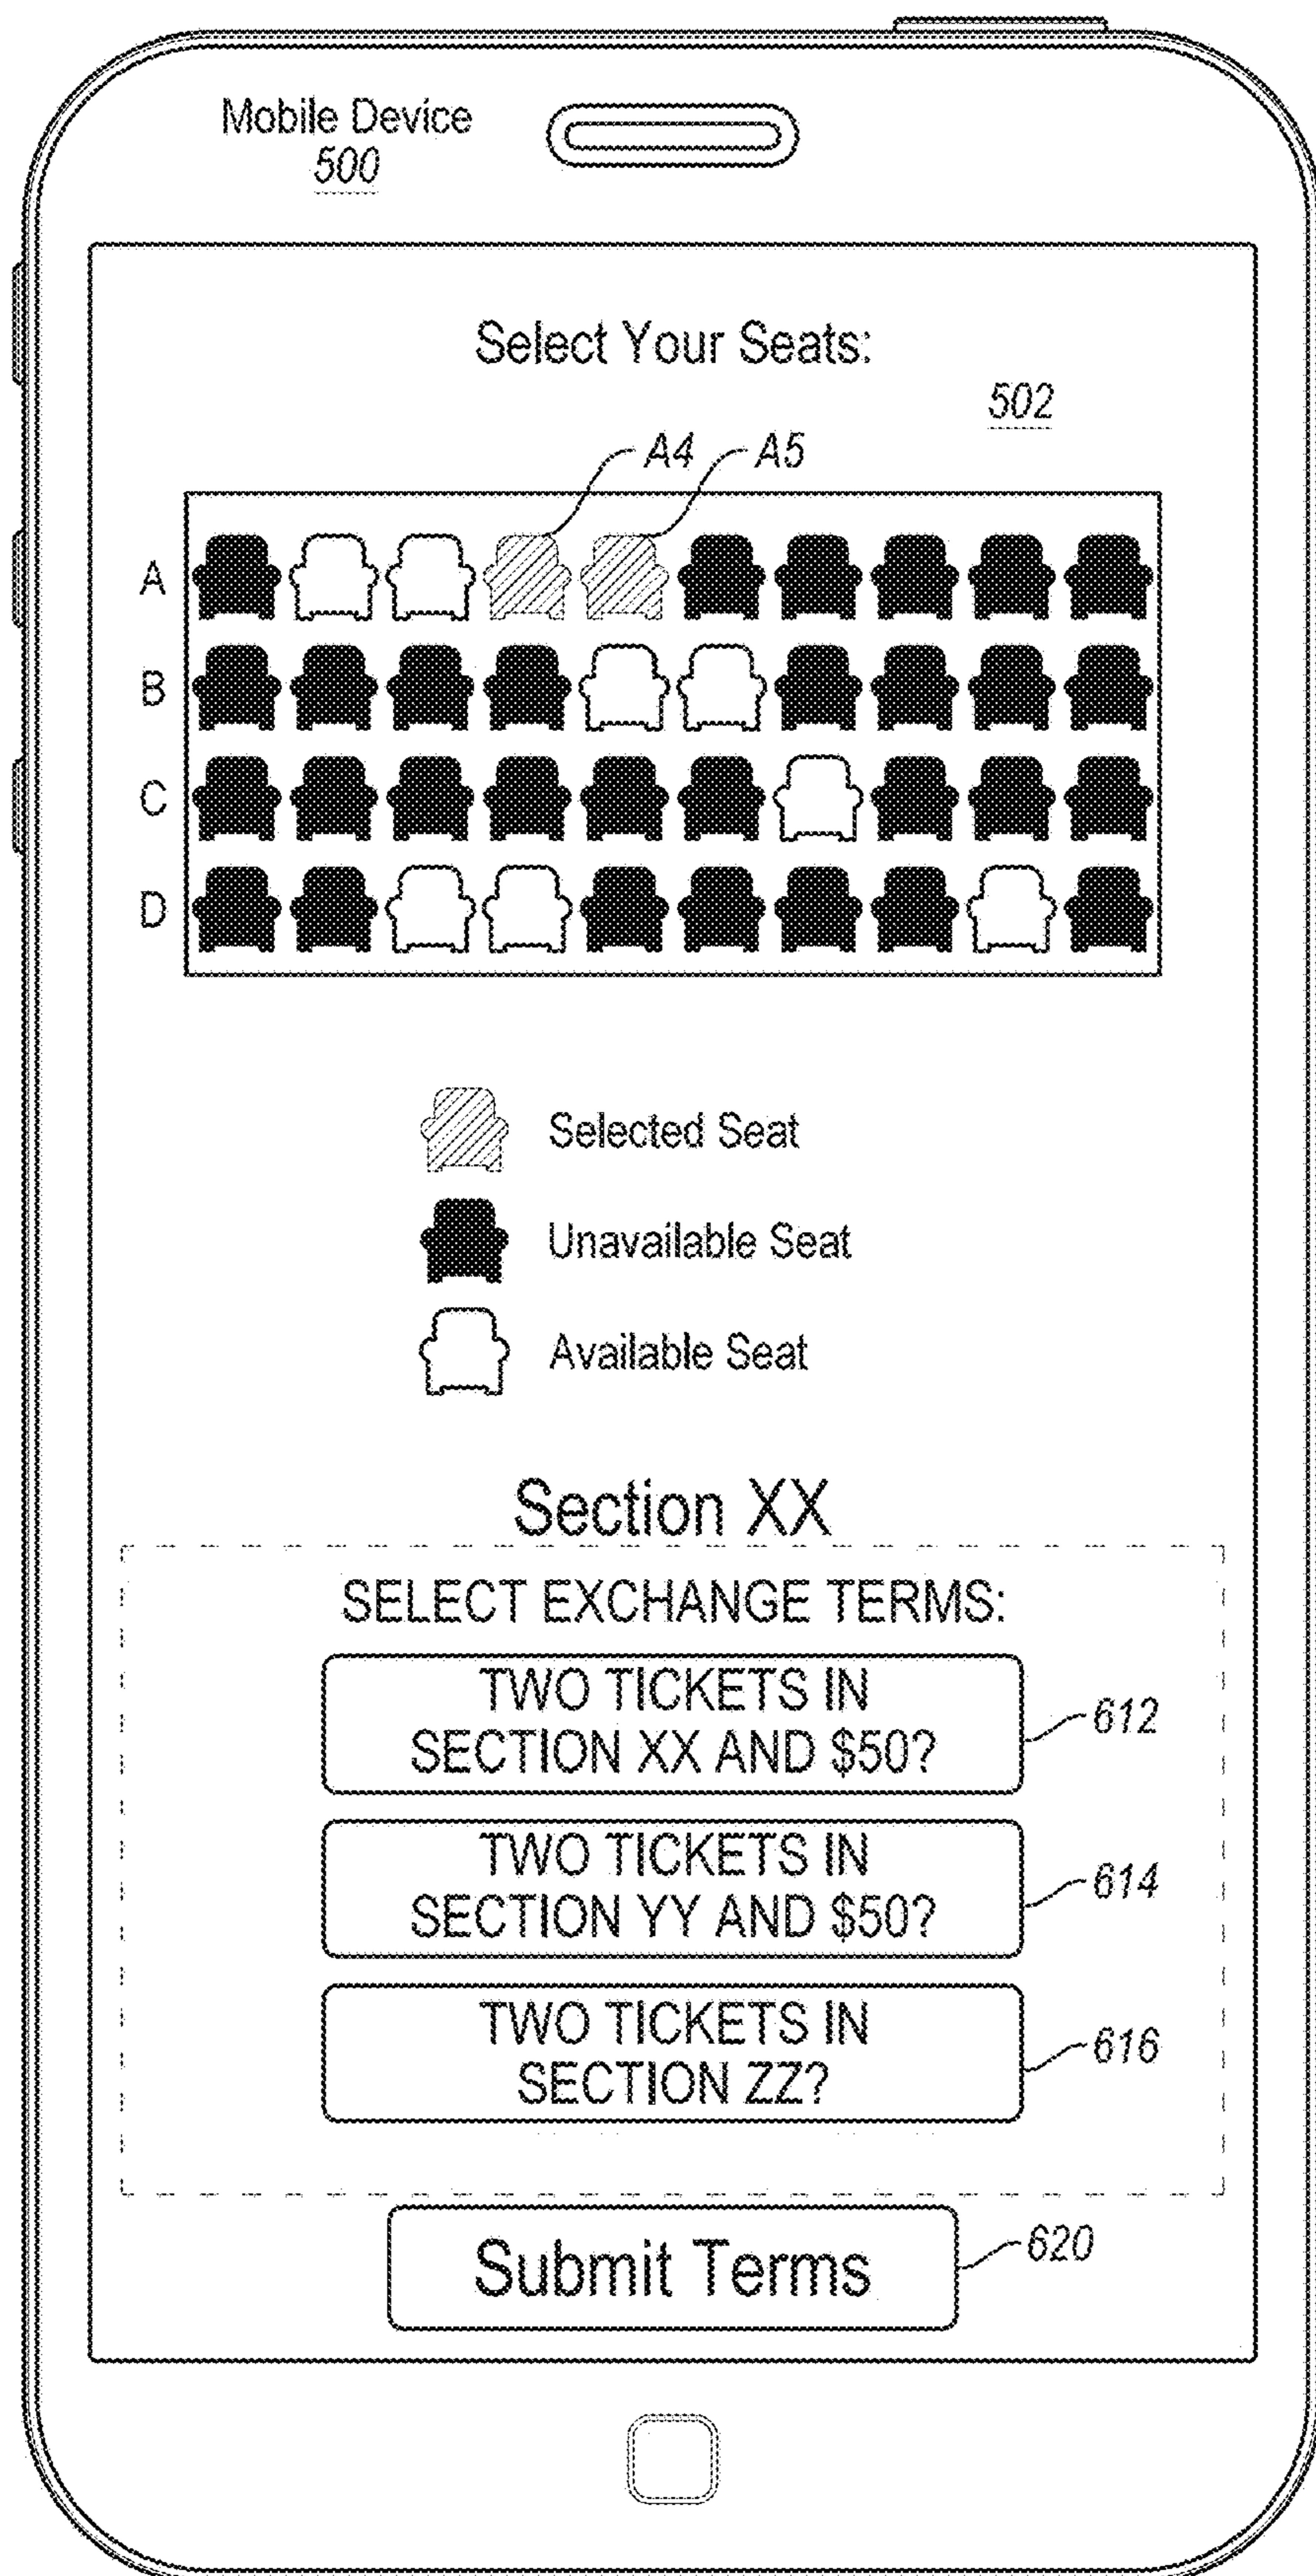 Mobile Device
500
Select Your Seats:
502
A4 A5
A
B
C
D
Selected Seat
Unavailable Seat
Available Seat
Section XX
SELECT EXCHANGE TERMS:
TWO TICKETS IN
SECTION XX AND $50?
612
TWO TICKETS IN
SECTION YY AND $50?
614
TWO TICKETS IN
SECTION ZZ?
616
Submit Terms
620